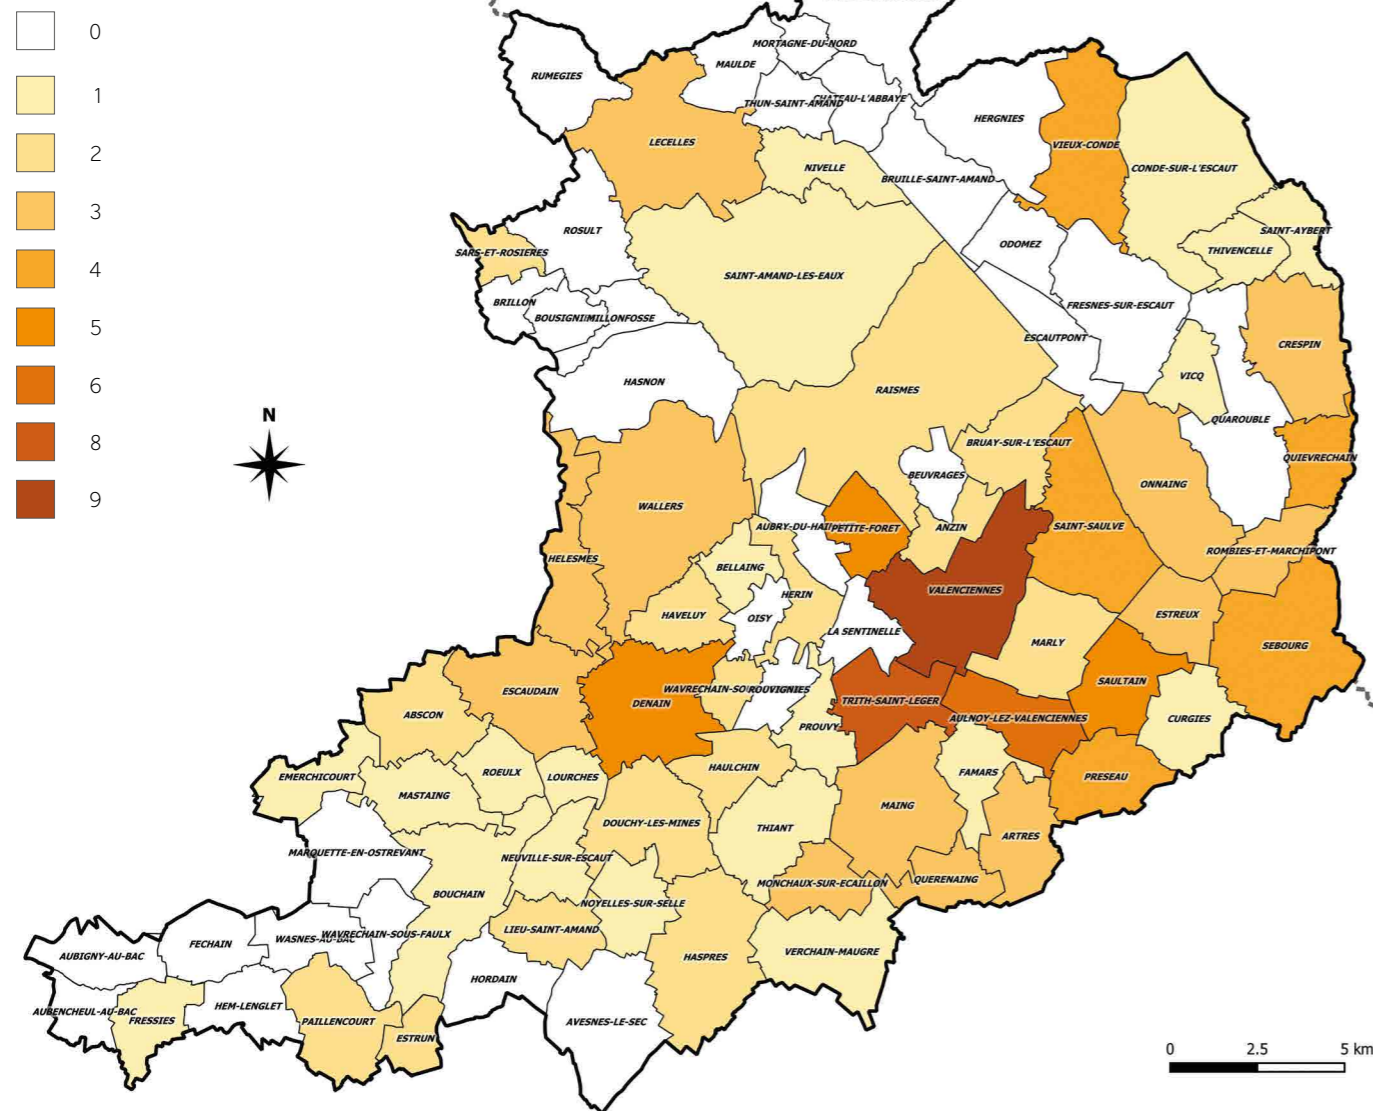 0
1
2
3
4
5
6
8
9
N
MORTAGNE-DU-NORD
MAULDE
RUMEGIES
THUN-SAINT-AMAND
CHATEAU-L'ABBAYE
HERGNIES
LECELLES
VIEUX-CONDE
NIVELLE
CONDE-SUR-L'ESCAUT
BRUILLE-SAINT-AMAND
ROSULT
SAINT-AYBERT
ODOMEZ
THIVENCELLE
SARS-ET-ROSIERES
SAINT-AMAND-LES-EAUX
BRILLON
FRESNES-SUR-ESCAUT
BOUSIGNI
MILLONFOSSE
ESCAUTPONT
CRESPIN
VICQ
HASNON
RAISMES
QUAROUBLE
BRUAY-SUR-L'ESCAUT
QUIEVRECHAIN
BEUVRAGES
ONNAING
WALLERS
AUBRY-DU-HAI
PETITE-FORET
ANZIN
SAINT-SAULVE
ROMBIES-ET-MARCHIPONT
HELESMES
BELLAING
VALENCIENNES
HERIN
HAVELUY
OISY
ESTREUX
LA SENTINELLE
MARLY
SEBOURG
SAULTAIN
ESCAUDAIN
WAVRECHAIN-SO
ROUVIGNIES
DENAIN
TRITH-SAINT-LEGER
ABSCON
AULNOY-LEZ-VALENCIENNES
CURGIES
PROUVY
HAULCHIN
EMERCHICOURT
ROEULX
LOURCHES
FAMARS
PRESEAU
MASTAING
MAING
DOUCHY-LES-MINES
THIANT
ARTRES
MARQUETTE-EN-OSTREVANT
NEUVILLE-SUR-ESCAUT
MONCHAUX-SUR-ECAILLON
QUERENAING
BOUCHAIN
NOYELLES-SUR-SELLE
LIEU-SAINT-AMAND
WAVRECHAIN-SOUS-FAULX
WASNES-AU-BAC
FECHAIN
VERCHAIN-MAUGRE
AUBIGNY-AU-BAC
HASPRES
HORDAIN
HEM-LENGLET
AUBENCHEUL-AU-BAC
FRESSIES
PAILLENCOURT
AVESNES-LE-SEC
ESTRUN
0 2.5 5 km